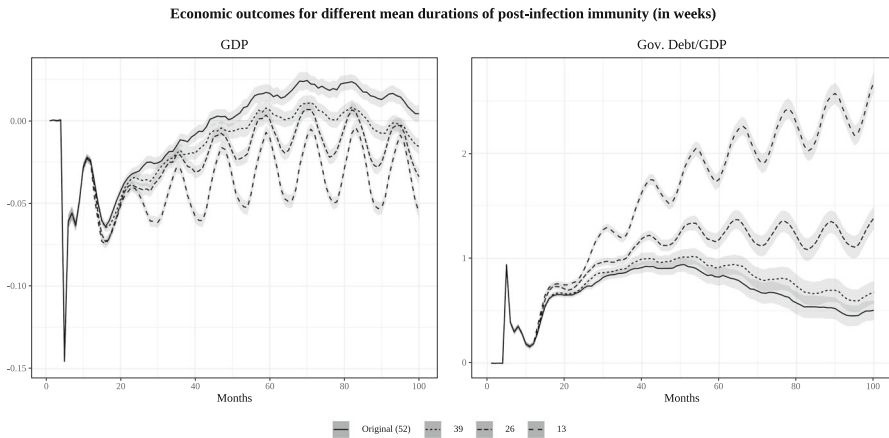 Economic outcomes for different mean durations of post-infection immunity (in weeks)
GDP
Gov. Debt/GDP
0.00
-0.05
-0.10
-0.15
2
1
0
0 20 40 60 80 100
0 20 40 60 80 100
Months
Months
Original (52) 39 26 13